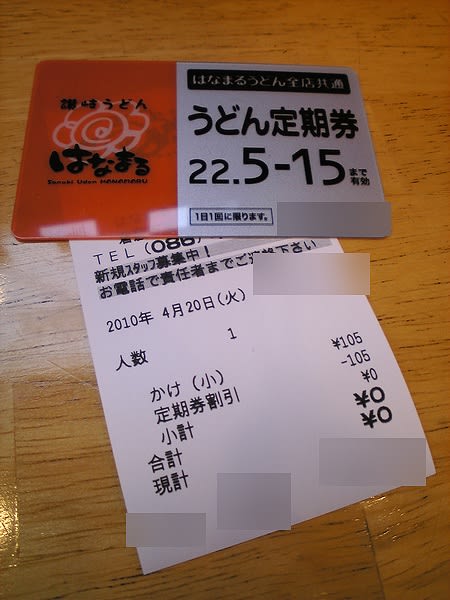 はなまるうどん全店共通
讃岐うどん
はなまる
Sanuki Udon HANAMARU
うどん定期券
22.5-15まで有効
1日1回に限ります。
TEL(086)
新規スタッフ募集中!
お電話で責任者までご連絡下さい
2010年 4月20日(火)
人数 1
かけ(小) ¥105
定期券割引 -105
小計 ¥0
合計 ¥0
現計 ¥0